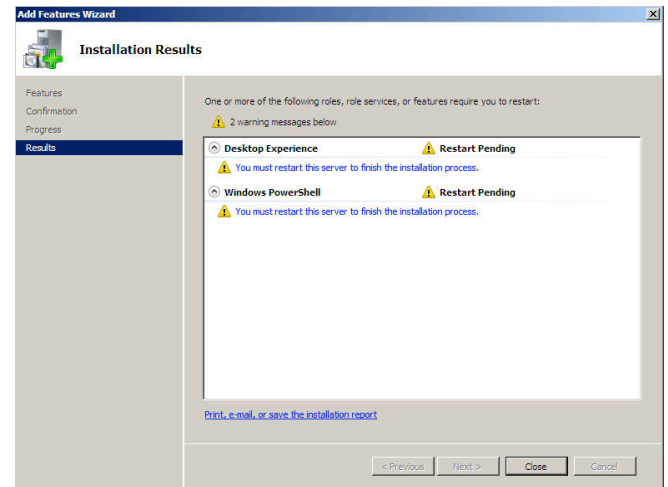 Add Features Wizard
Installation Results
Features
Confirmation
Progress
Results
One or more of the following roles, role services, or features require you to restart:
2 warning messages below
Desktop Experience Restart Pending
You must restart this server to finish the installation process.
Windows PowerShell Restart Pending
You must restart this server to finish the installation process.
Print, e-mail, or save the installation report
< Previous Next > Close Cancel